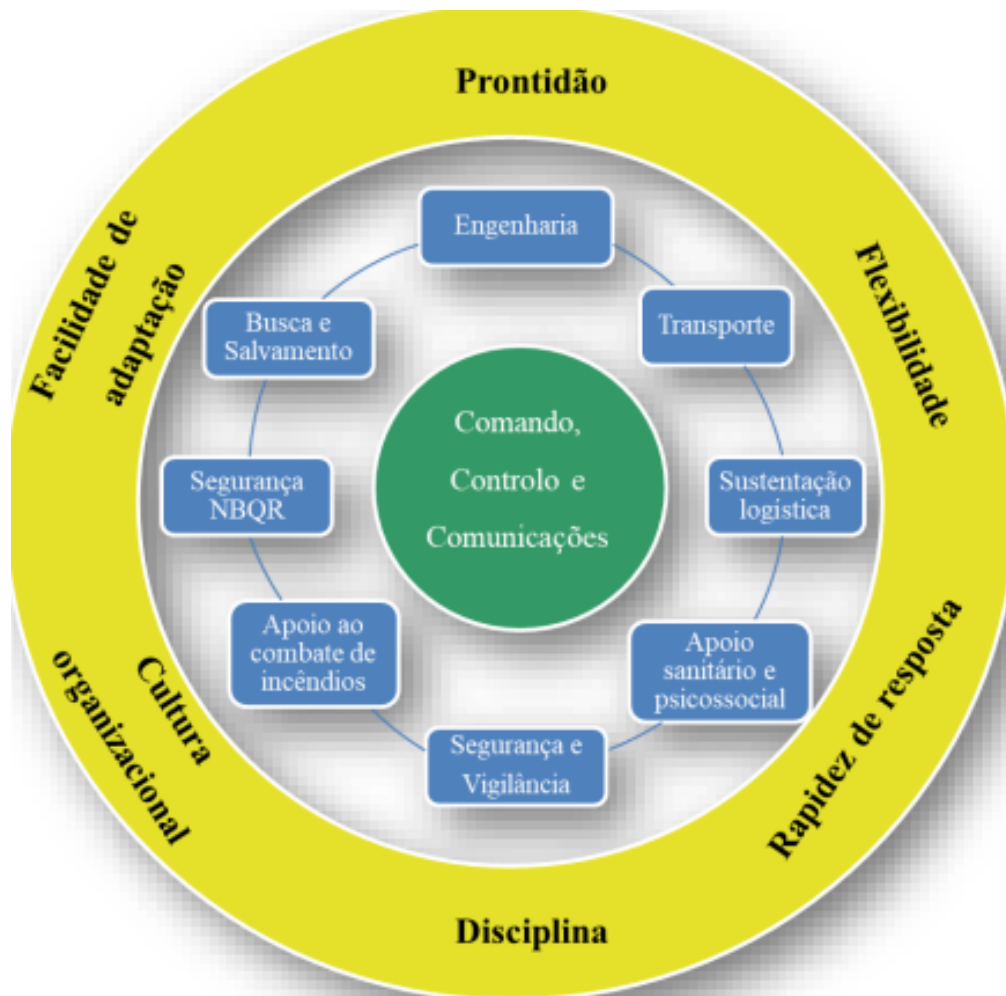 Prontidão
Flexibilidade
Rapidez de resposta
Disciplina
Cultura
organizacional
Facilidade de
adaptação
Engenharia
Transporte
Sustentação
logística
Apoio
sanitário e
psicossocial
Segurança e
Vigilância
Apoio ao
combate de
incêndios
Segurança
NBQR
Busca e
Salvamento
Comando,
Controlo e
Comunicações